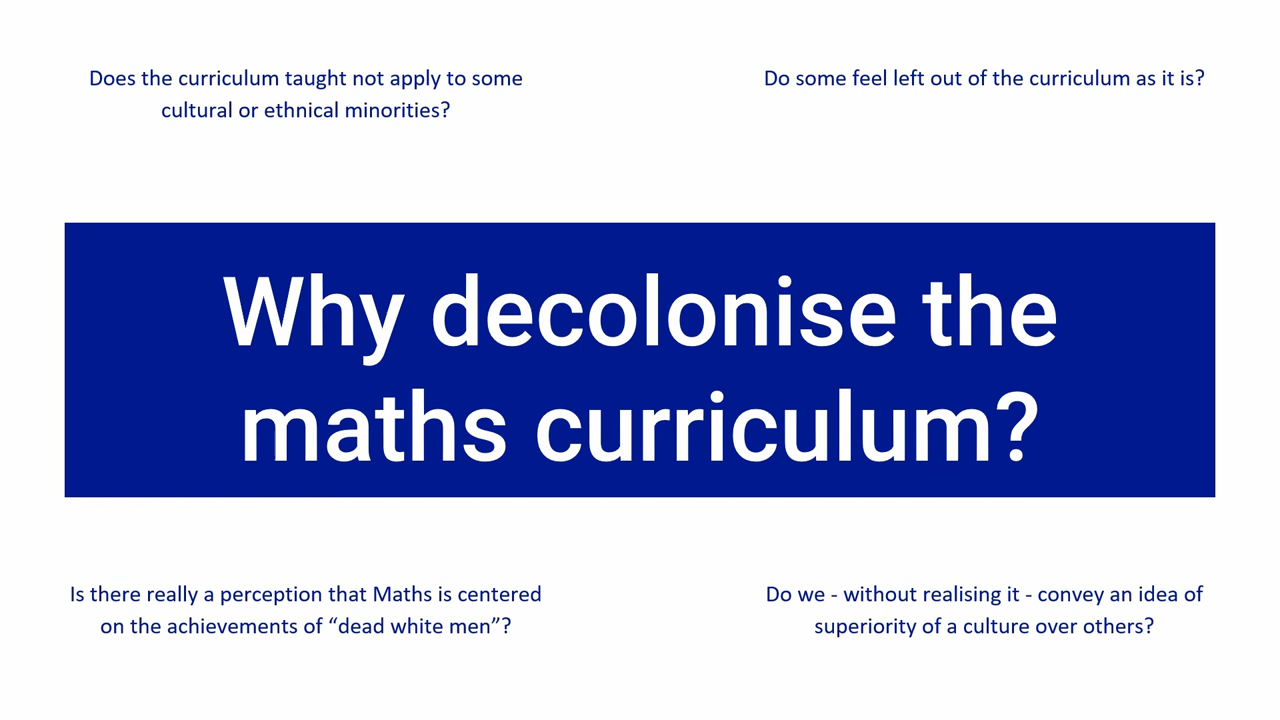 Does the curriculum taught not apply to some
cultural or ethnical minorities?
Do some feel left out of the curriculum as it is?
Why decolonise the
maths curriculum?
Is there really a perception that Maths is centered
on the achievements of “dead white men”?
Do we - without realising it - convey an idea of
superiority of a culture over others?